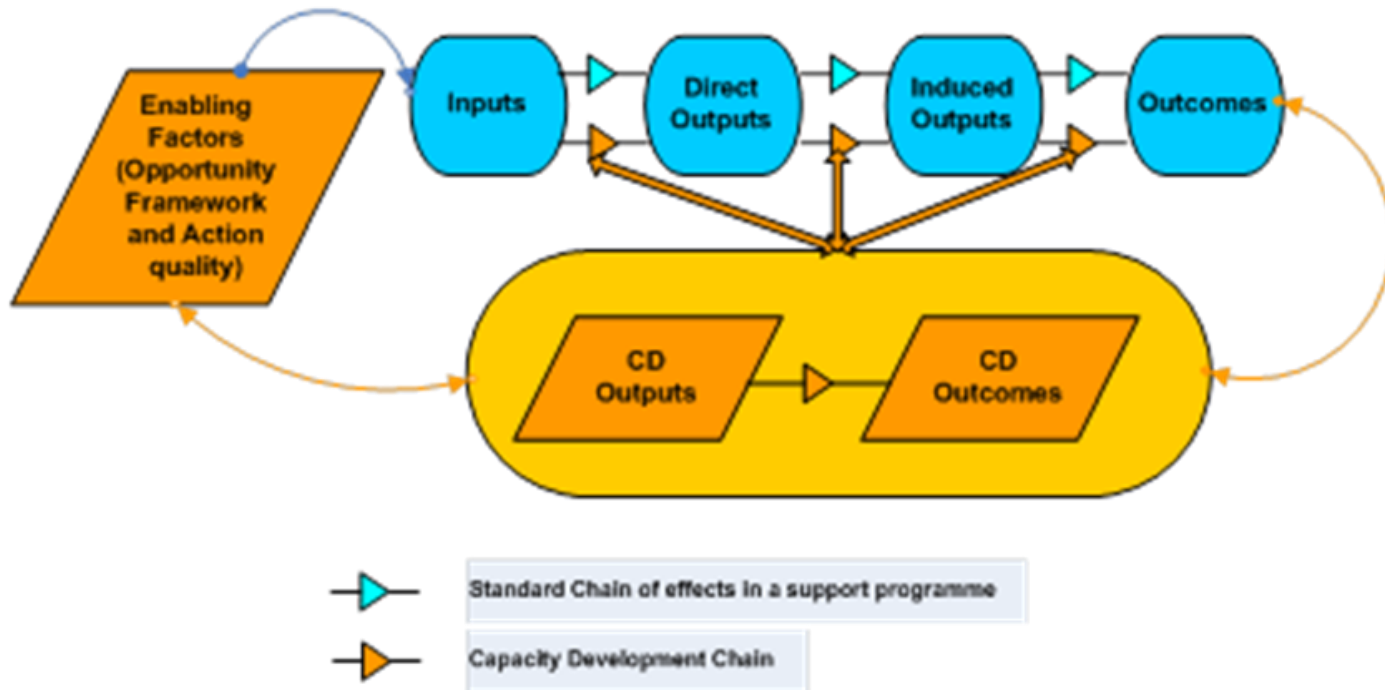 Enabling
Factors
(Opportunity
Framework
and Action
quality)
Inputs
Direct
Outputs
Induced
Outputs
Outcomes
CD
Outputs
CD
Outcomes
Standard Chain of effects in a support programme
Capacity Development Chain